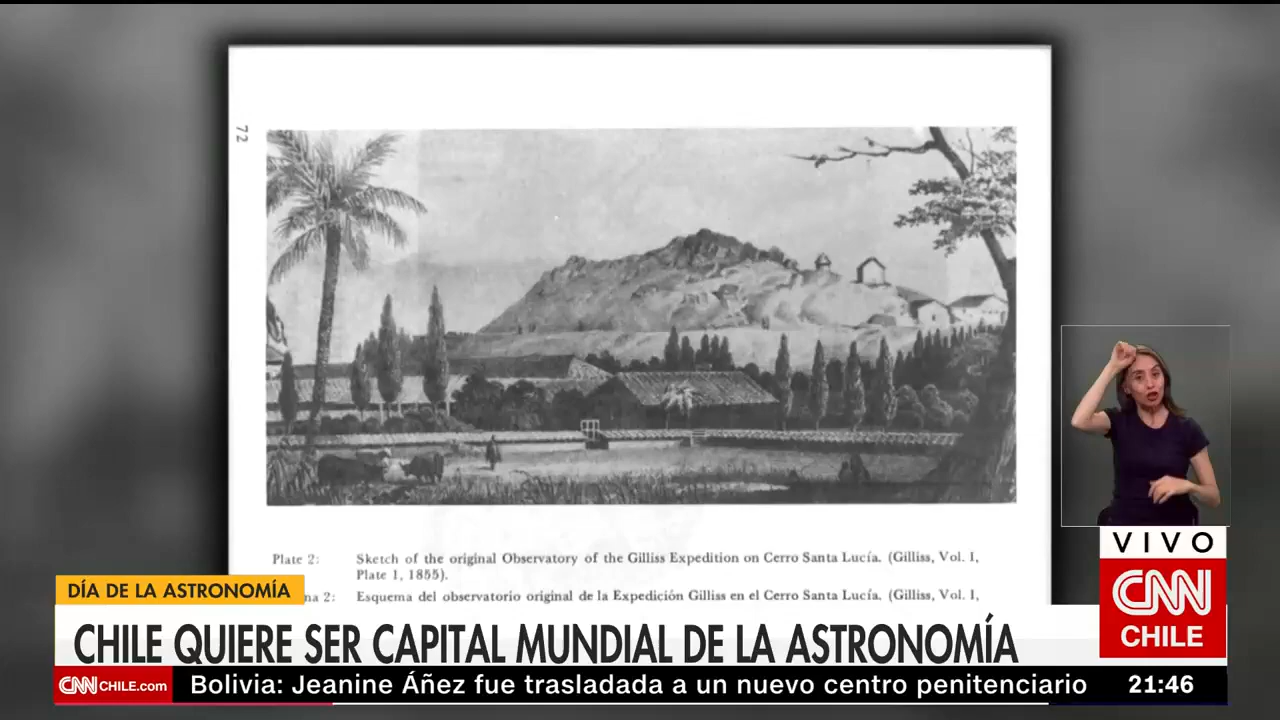 72
Plate 2: Sketch of the original Observatory of the Gilliss Expedition on Cerro Santa Lucía. (Gilliss, Vol. I,
Plate 1, 1855).
na 2: Esquema del observatorio original de la Expedición Gilliss en el Cerro Santa Lucía. (Gilliss, Vol. I,
DÍA DE LA ASTRONOMÍA
CHILE QUIERE SER CAPITAL MUNDIAL DE LA ASTRONOMÍA
VIVO
CNN
CHILE
CNNCHILE.com
Bolivia: Jeanine Áñez fue trasladada a un nuevo centro penitenciario
21:46